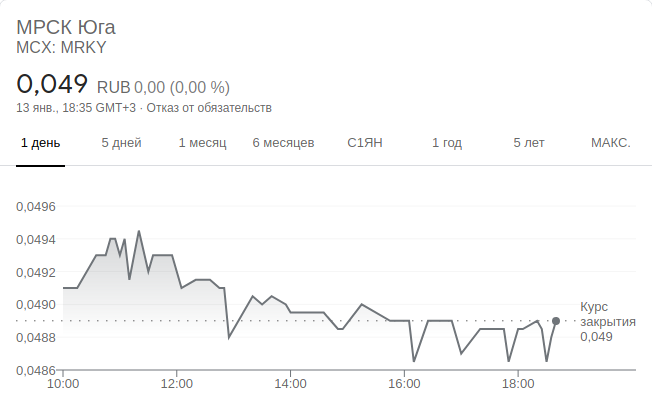 МРСК Юга
MCX: MRKY
0,049 RUB 0,00 (0,00 %)
13 янв., 18:35 GMT+3 · Отказ от обязательств
1 день 5 дней 1 месяц 6 месяцев С1ЯН 1 год 5 лет МАКС.
0,0496
0,0494
0,0492
0,0490
0,0488
0,0486
Курс
закрытия
0,049
10:00 12:00 14:00 16:00 18:00